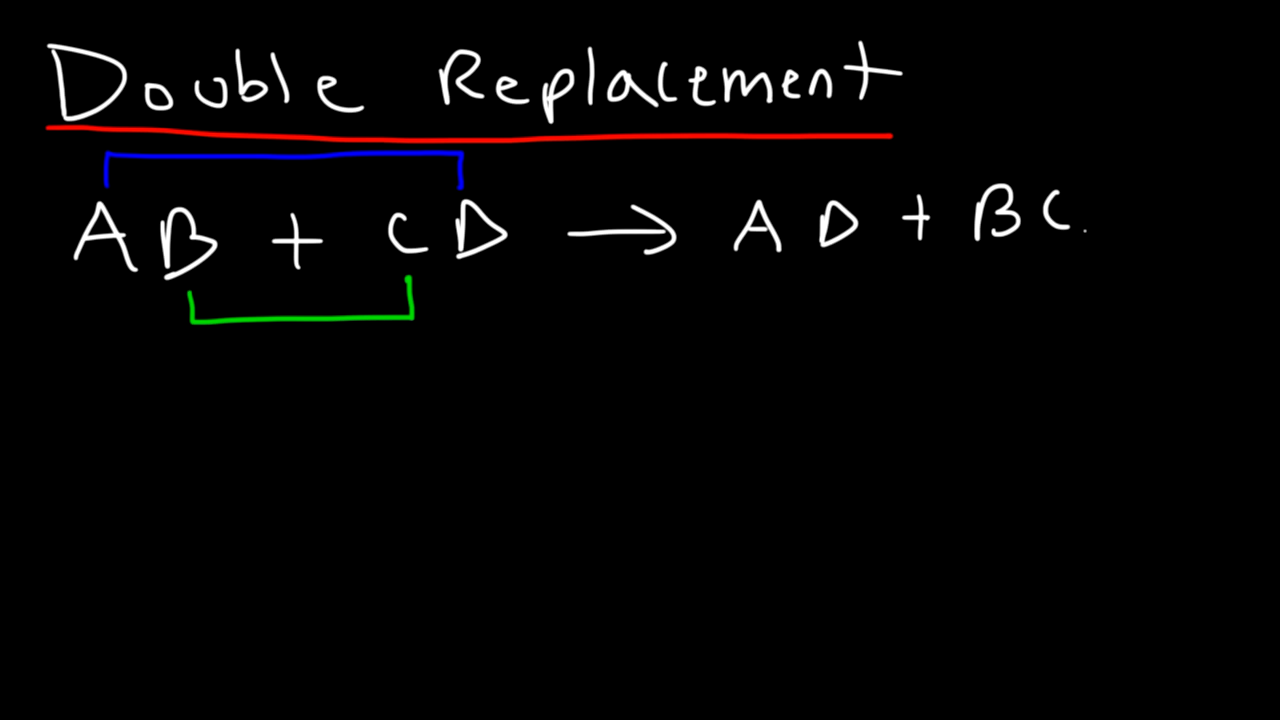 Double Replacement
AB + CD → AD + BC